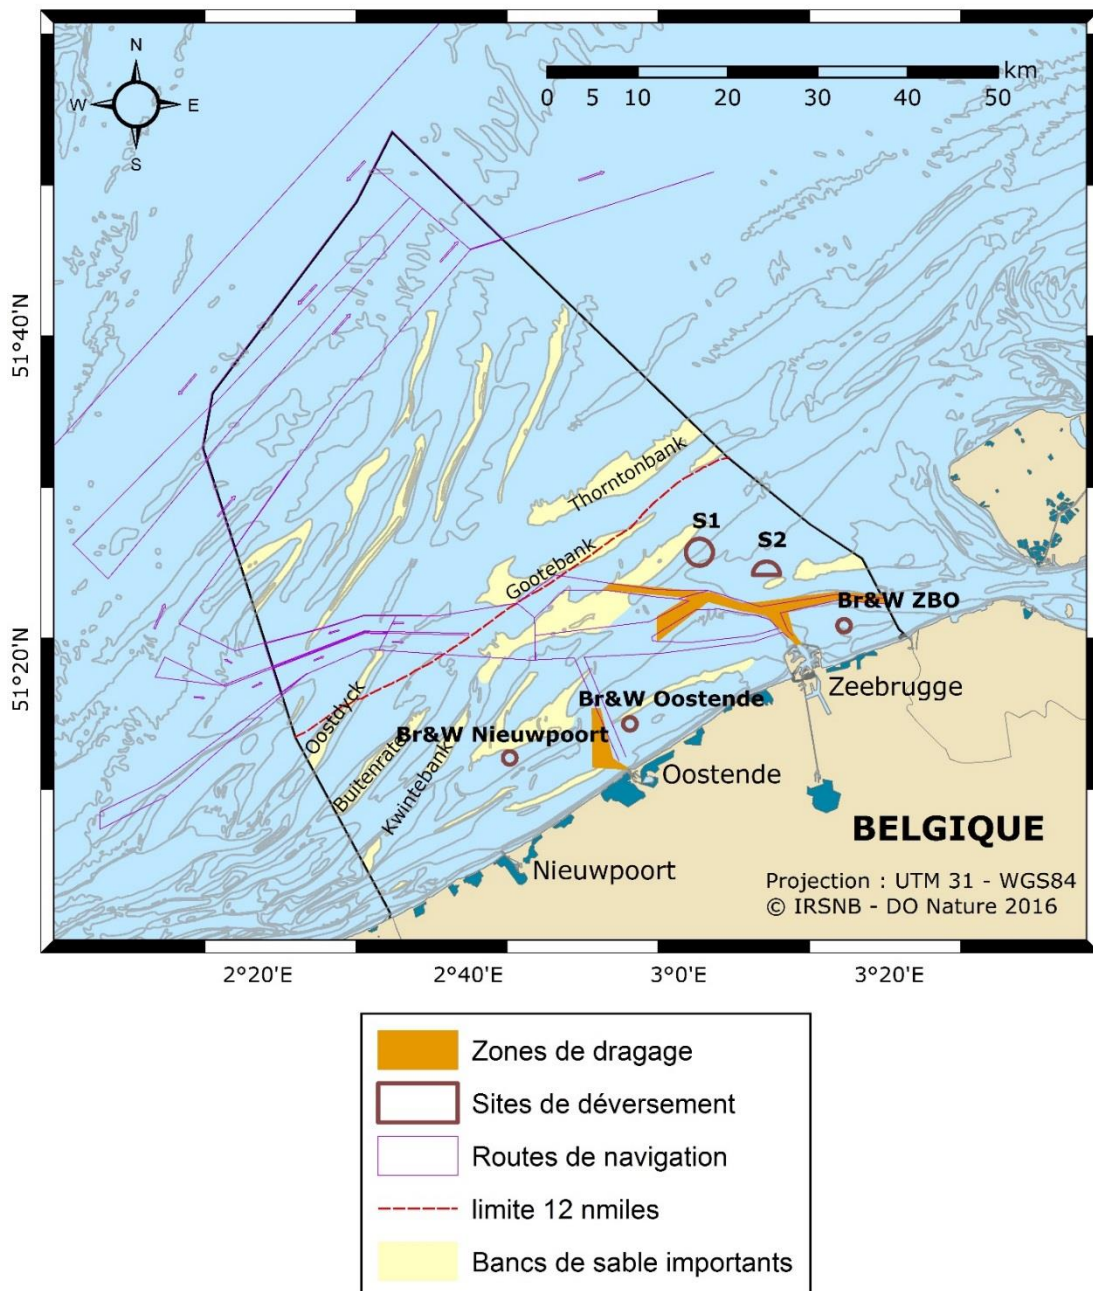 N
W E
S
km
0 5 10 20 30 40 50
51°40'N
51°20'N
Thorntonbank
S1
S2
Gootebank
Br&W ZBO
Zeebrugge
Oostdyck
Br&W Oostende
Br&W Nieuwpoort
Buitenratel
Kwintebank
Oostende
BELGIQUE
Nieuwpoort
Projection : UTM 31 - WGS84
© IRSNB - DO Nature 2016
2°20'E 2°40'E 3°0'E 3°20'E
Zones de dragage
Sites de déversement
Routes de navigation
limite 12 nmiles
Bancs de sable importants